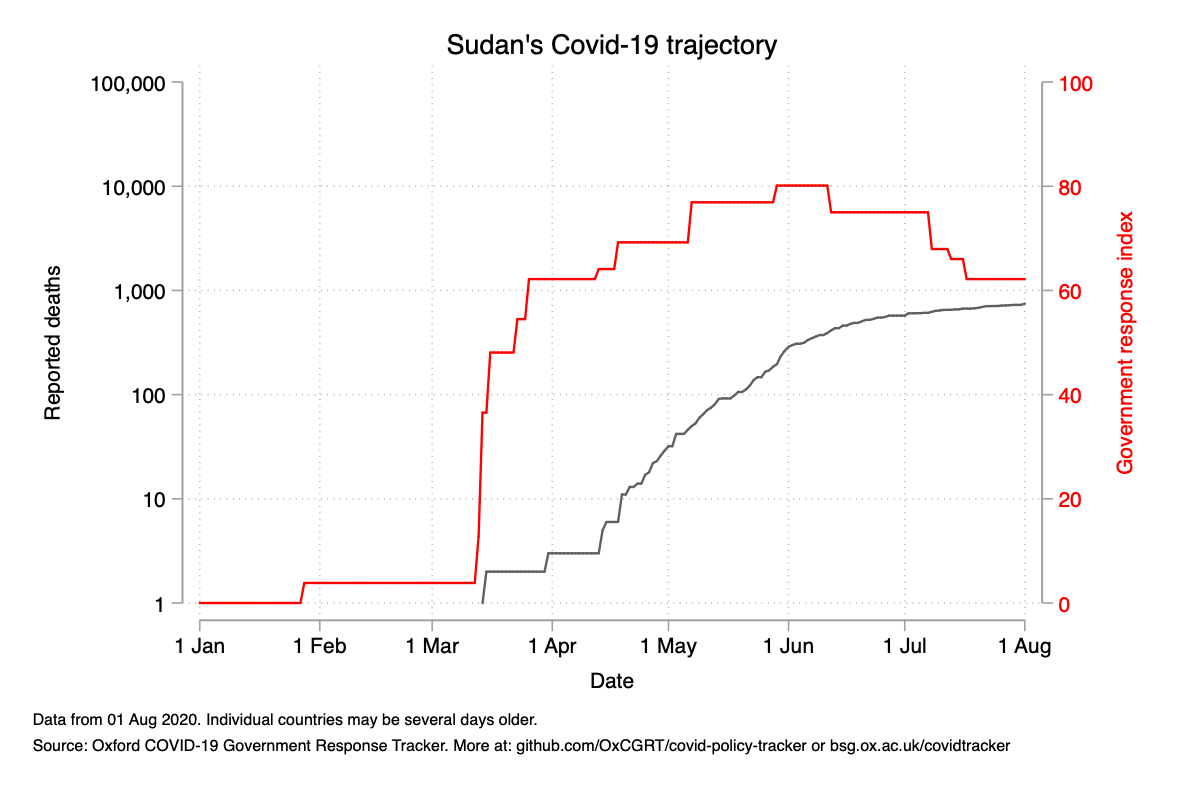 Sudan's Covid-19 trajectory
100,000
10,000
1,000
100
10
1
Reported deaths
100
80
60
40
20
0
Government response index
1 Jan 1 Feb 1 Mar 1 Apr 1 May 1 Jun 1 Jul 1 Aug
Date
Data from 01 Aug 2020. Individual countries may be several days older.
Source: Oxford COVID-19 Government Response Tracker. More at: github.com/OxCGRT/covid-policy-tracker or bsg.ox.ac.uk/covidtracker